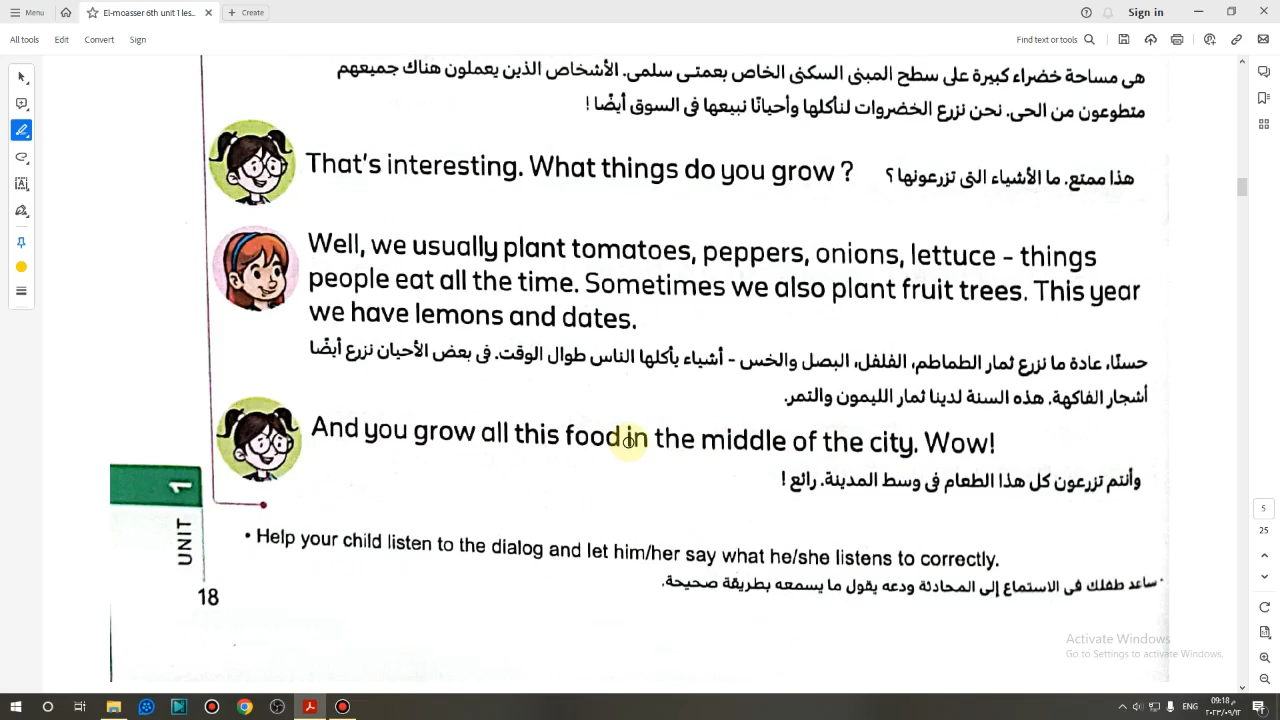 Menu
El-moasser 6th unit 1 les...
Create
Sign in
All tools
Edit
Convert
Sign
Find text or tools
هى مساحة خضراء كبيرة على سطح المبنى السكنى الخاص بعمتى سلمى. الأشخاص الذين يعملون هناك جميعهم
متطوعون من الحى. نحن نزرع الخضروات لنأكلها وأحيانًا نبيعها فى السوق أيضًا !
That's interesting. What things do you grow ?
هذا ممتع. ما الأشياء التى تزرعونها ؟
Well, we usually plant tomatoes, peppers, onions, lettuce - things
people eat all the time. Sometimes we also plant fruit trees. This year
we have lemons and dates.
حسنًا، عادة ما نزرع ثمار الطماطم، الفلفل، البصل والخس - أشياء يأكلها الناس طوال الوقت. فى بعض الأحيان نزرع أيضًا
أشجار الفاكهة. هذه السنة لدينا ثمار الليمون والتمر.
And you grow all this food in the middle of the city. Wow!
وأنتم تزرعون كل هذا الطعام فى وسط المدينة. رائع !
UNIT 1
• Help your child listen to the dialog and let him/her say what he/she listens to correctly.
• ساعد طفلك فى الاستماع إلى المحادثة ودعه يقول ما يسمعه بطريقة صحيحة.
18
5
25
Activate Windows
Go to Settings to activate Windows.
ENG
09:18 م